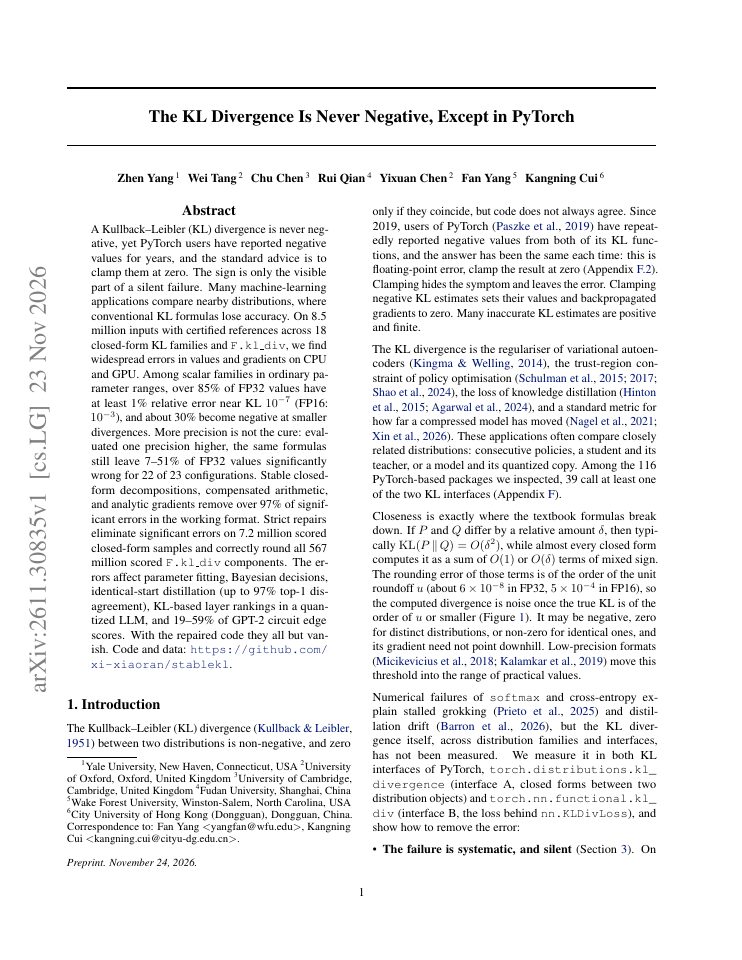 The KL Divergence Is Never Negative, Except in PyTorch
Zhen Yang 1 Wei Tang 2 Chu Chen 3 Rui Qian 4 Yixuan Chen 2 Fan Yang 5 Kangning Cui 6
Abstract
A Kullback–Leibler (KL) divergence is never neg-
ative, yet PyTorch users have reported negative
values for years, and the standard advice is to
clamp them at zero. The sign is only the visible
part of a silent failure. Many machine-learning
applications compare nearby distributions, where
conventional KL formulas lose accuracy. On 8.5
million inputs with certified references across 18
closed-form KL families and F.kl_div, we find
widespread errors in values and gradients on CPU
and GPU. Among scalar families in ordinary pa-
rameter ranges, over 85% of FP32 values have
at least 1% relative error near KL 10⁻⁷ (FP16:
10⁻³), and about 30% become negative at smaller
divergences. More precision is not the cure: eval-
uated one precision higher, the same formulas
still leave 7–51% of FP32 values significantly
wrong for 22 of 23 configurations. Stable closed-
form decompositions, compensated arithmetic,
and analytic gradients remove over 97% of signif-
icant errors in the working format. Strict repairs
eliminate significant errors on 7.2 million scored
closed-form samples and correctly round all 567
million scored F.kl_div components. The er-
rors affect parameter fitting, Bayesian decisions,
identical-start distillation (up to 97% top-1 dis-
agreement), KL-based layer rankings in a quan-
tized LLM, and 19–59% of GPT-2 circuit edge
scores. With the repaired code they all but van-
ish. Code and data: https://github.com/
xi-xiaoran/stablekl.
1. Introduction
The Kullback–Leibler (KL) divergence (Kullback & Leibler,
1951) between two distributions is non-negative, and zero
1Yale University, New Haven, Connecticut, USA 2University
of Oxford, Oxford, United Kingdom 3University of Cambridge,
Cambridge, United Kingdom 4Fudan University, Shanghai, China
5Wake Forest University, Winston-Salem, North Carolina, USA
6City University of Hong Kong (Dongguan), Dongguan, China.
Correspondence to: Fan Yang <yangfan@wfu.edu>, Kangning
Cui <kangning.cui@cityu-dg.edu.cn>.
Preprint. November 24, 2026.
only if they coincide, but code does not always agree. Since
2019, users of PyTorch (Paszke et al., 2019) have repeat-
edly reported negative values from both of its KL func-
tions, and the answer has been the same each time: this is
floating-point error, clamp the result at zero (Appendix F.2).
Clamping hides the symptom and leaves the error. Clamping
negative KL estimates sets their values and backpropagated
gradients to zero. Many inaccurate KL estimates are positive
and finite.
The KL divergence is the regulariser of variational autoen-
coders (Kingma & Welling, 2014), the trust-region con-
straint of policy optimisation (Schulman et al., 2015; 2017;
Shao et al., 2024), the loss of knowledge distillation (Hinton
et al., 2015; Agarwal et al., 2024), and a standard metric for
how far a compressed model has moved (Nagel et al., 2021;
Xin et al., 2026). These applications often compare closely
related distributions: consecutive policies, a student and its
teacher, or a model and its quantized copy. Among the 116
PyTorch-based packages we inspected, 39 call at least one
of the two KL interfaces (Appendix F).
Closeness is exactly where the textbook formulas break
down. If P and Q differ by a relative amount δ, then typi-
cally KL(P ∥ Q) = O(δ²), while almost every closed form
computes it as a sum of O(1) or O(δ) terms of mixed sign.
The rounding error of those terms is of the order of the unit
roundoff u (about 6 × 10⁻⁸ in FP32, 5 × 10⁻⁴ in FP16), so
the computed divergence is noise once the true KL is of the
order of u or smaller (Figure 1). It may be negative, zero
for distinct distributions, or non-zero for identical ones, and
its gradient need not point downhill. Low-precision formats
(Micikevicius et al., 2018; Kalamkar et al., 2019) move this
threshold into the range of practical values.
Numerical failures of softmax and cross-entropy ex-
plain stalled grokking (Prieto et al., 2025) and distil-
lation drift (Barron et al., 2026), but the KL diver-
gence itself, across distribution families and interfaces,
has not been measured. We measure it in both KL
interfaces of PyTorch, torch.distributions.kl_
divergence (interface A, closed forms between two
distribution objects) and torch.nn.functional.kl_
div (interface B, the loss behind nn.KLDivLoss), and
show how to remove the error:
• The failure is systematic, and silent (Section 3). On
1
arXiv:2611.30835v1 [cs.LG] 23 Nov 2026